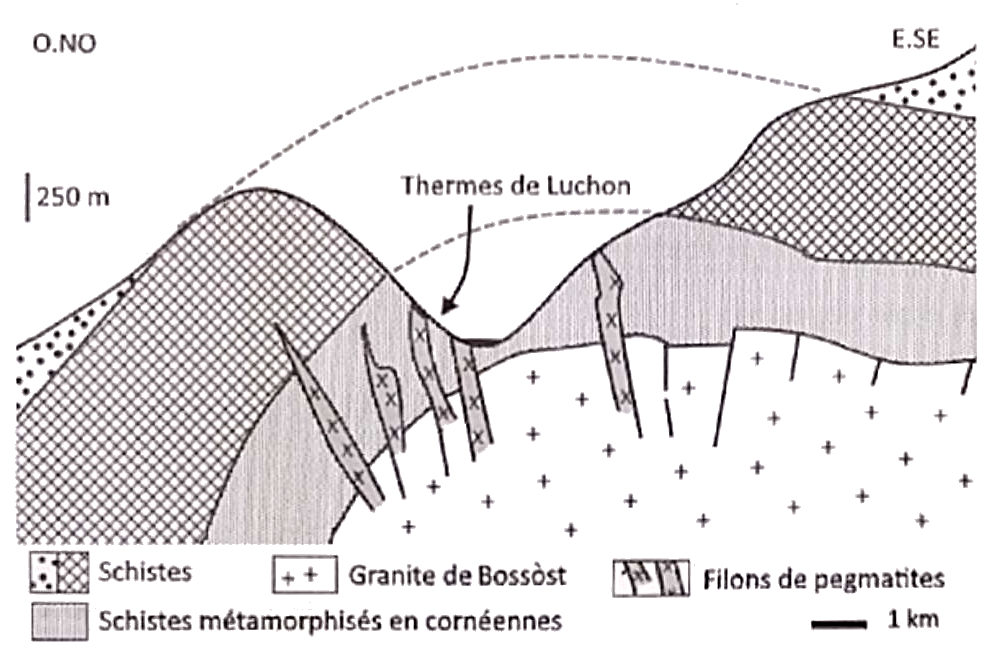 O.NO
E.SE
250 m
Thermes de Luchon
Schistes
Granite de Bossòst
Filons de pegmatites
Schistes métamorphisés en cornéennes
1 km